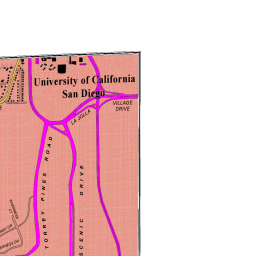 University of California
San Diego
VILLAGE
DRIVE
LA JOLLA
TORREY PINES ROAD
SCENIC DRIVE